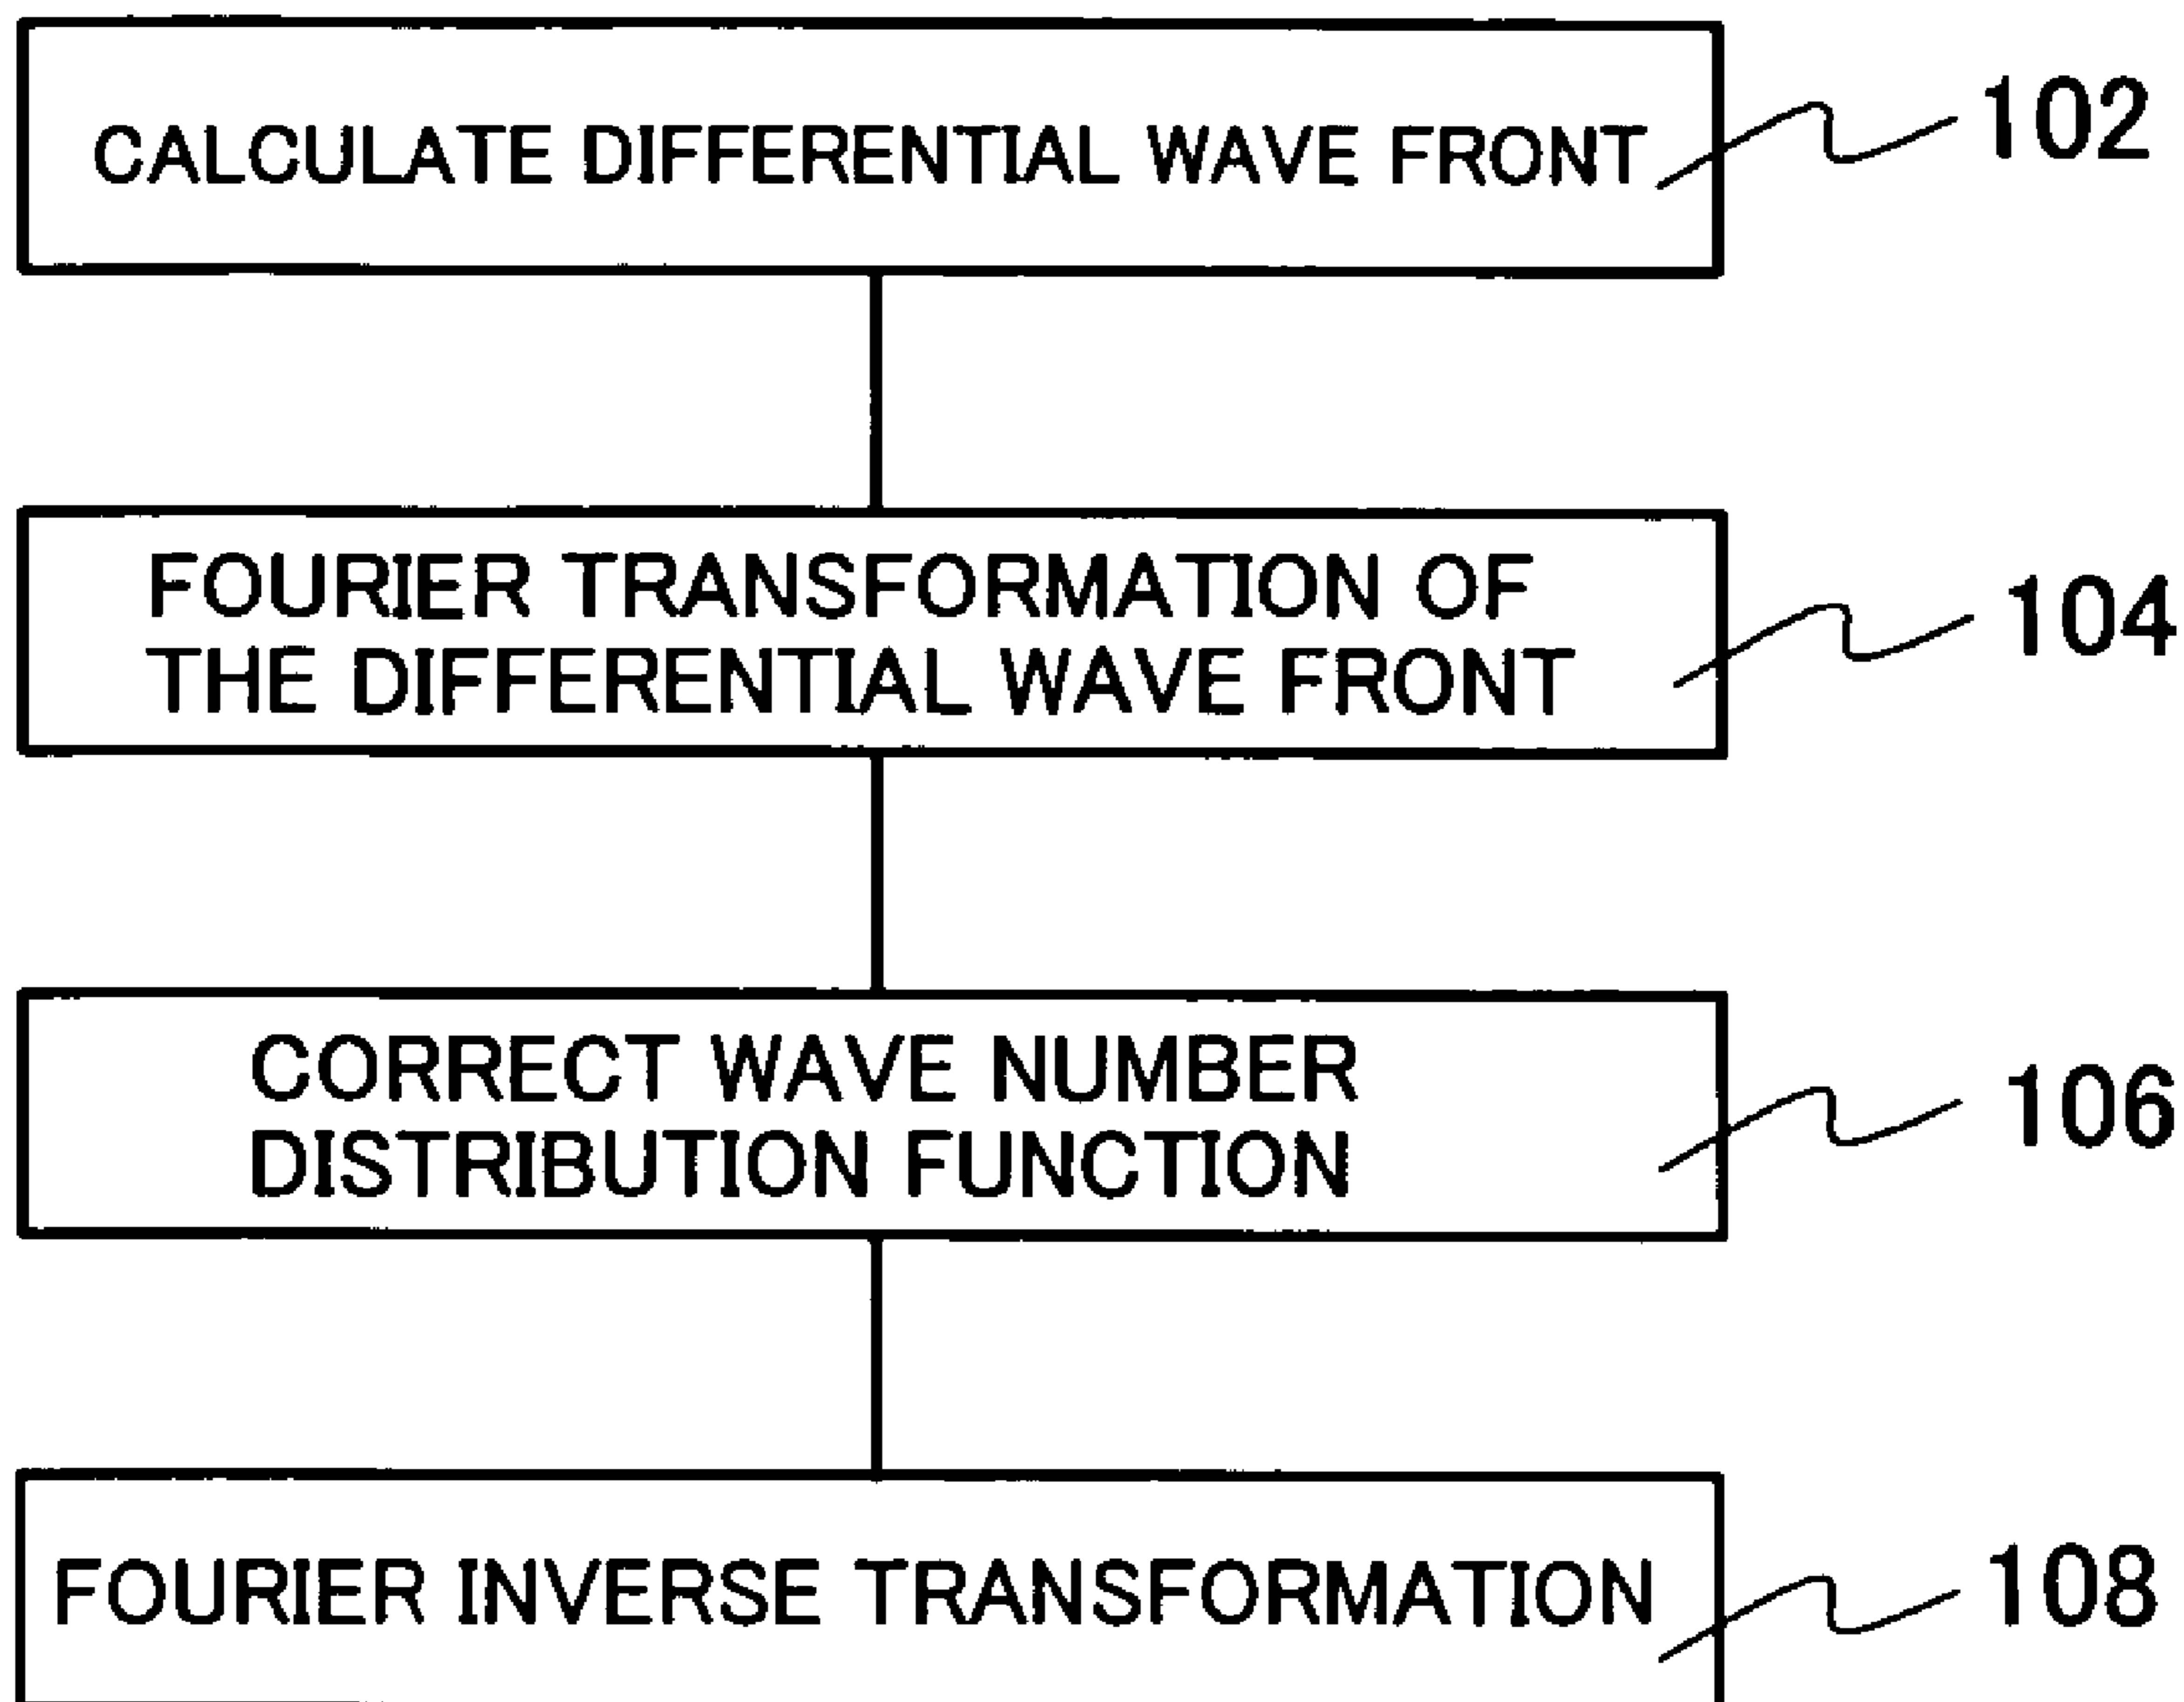 CALCULATE DIFFERENTIAL WAVE FRONT
102
FOURIER TRANSFORMATION OF
THE DIFFERENTIAL WAVE FRONT
104
CORRECT WAVE NUMBER
DISTRIBUTION FUNCTION
106
FOURIER INVERSE TRANSFORMATION
108